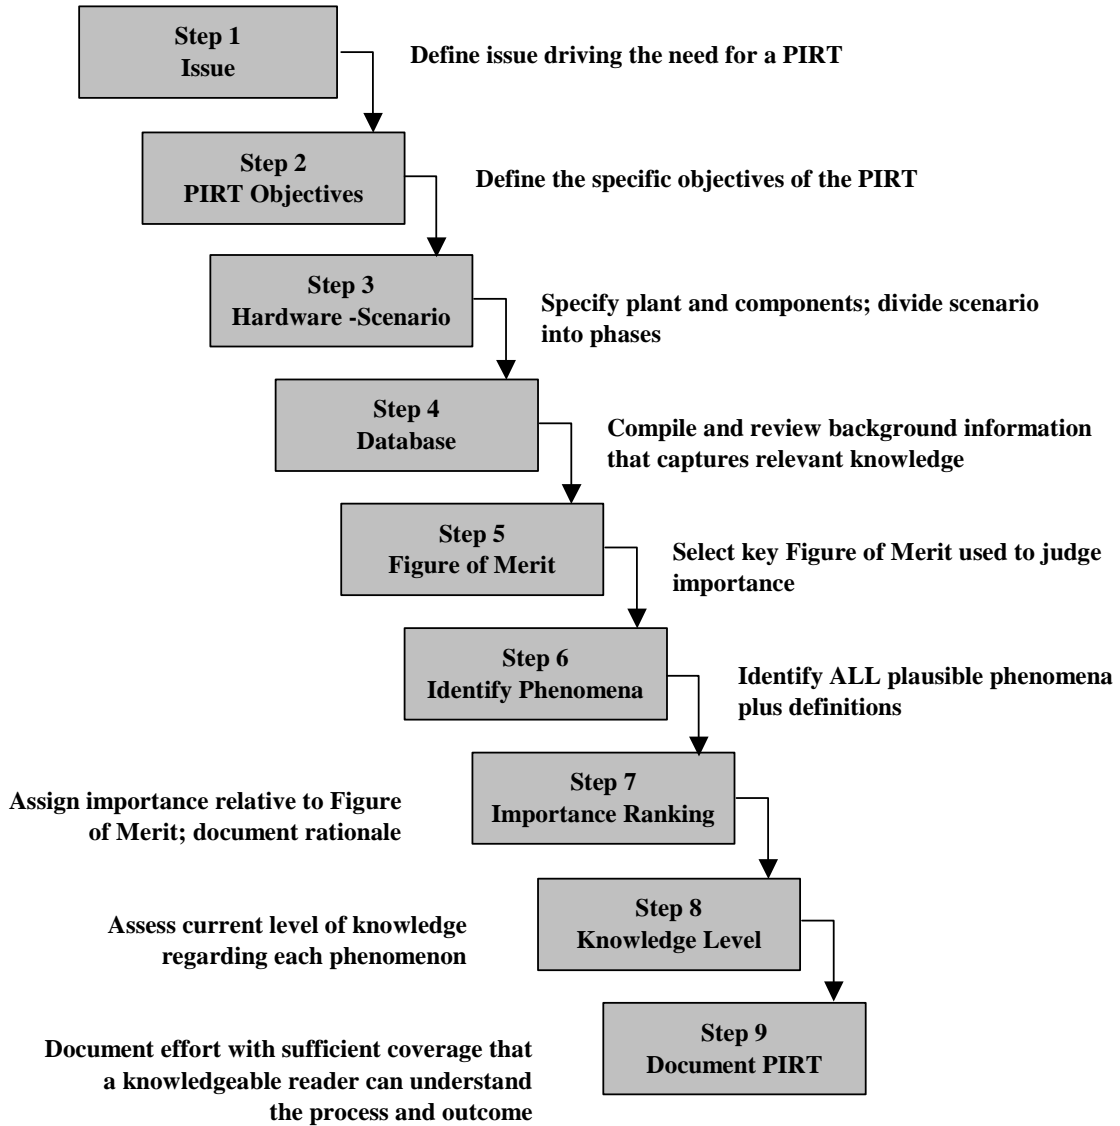 Step 1
Issue
Define issue driving the need for a PIRT
Step 2
PIRT Objectives
Define the specific objectives of the PIRT
Step 3
Hardware -Scenario
Specify plant and components; divide scenario
into phases
Step 4
Database
Compile and review background information
that captures relevant knowledge
Step 5
Figure of Merit
Select key Figure of Merit used to judge
importance
Step 6
Identify Phenomena
Identify ALL plausible phenomena
plus definitions
Step 7
Importance Ranking
Assign importance relative to Figure
of Merit; document rationale
Step 8
Knowledge Level
Assess current level of knowledge
regarding each phenomenon
Step 9
Document PIRT
Document effort with sufficient coverage that
a knowledgeable reader can understand
the process and outcome